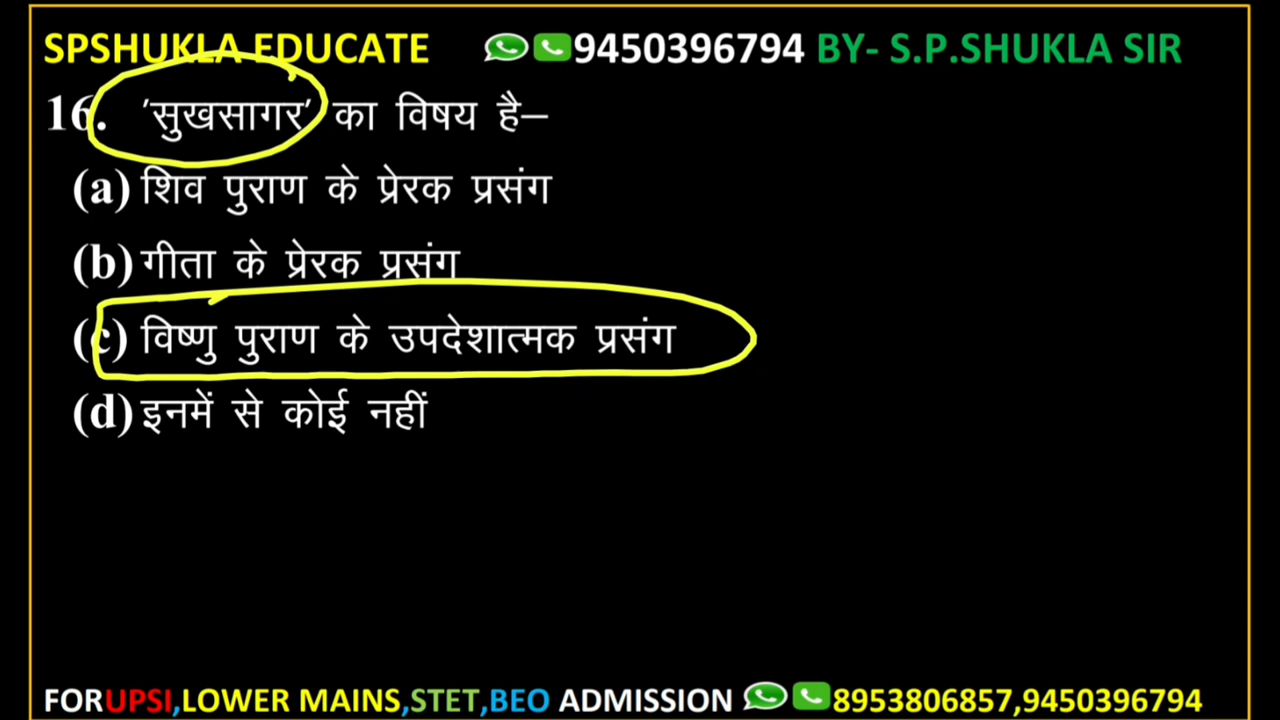 SPSHUKLA EDUCATE 9450396794 BY- S.P.SHUKLA SIR
16. 'सुखसागर' का विषय है–
(a) शिव पुराण के प्रेरक प्रसंग
(b) गीता के प्रेरक प्रसंग
(c) विष्णु पुराण के उपदेशात्मक प्रसंग
(d) इनमें से कोई नहीं
FOR UPSI,LOWER MAINS,STET,BEO ADMISSION 8953806857,9450396794